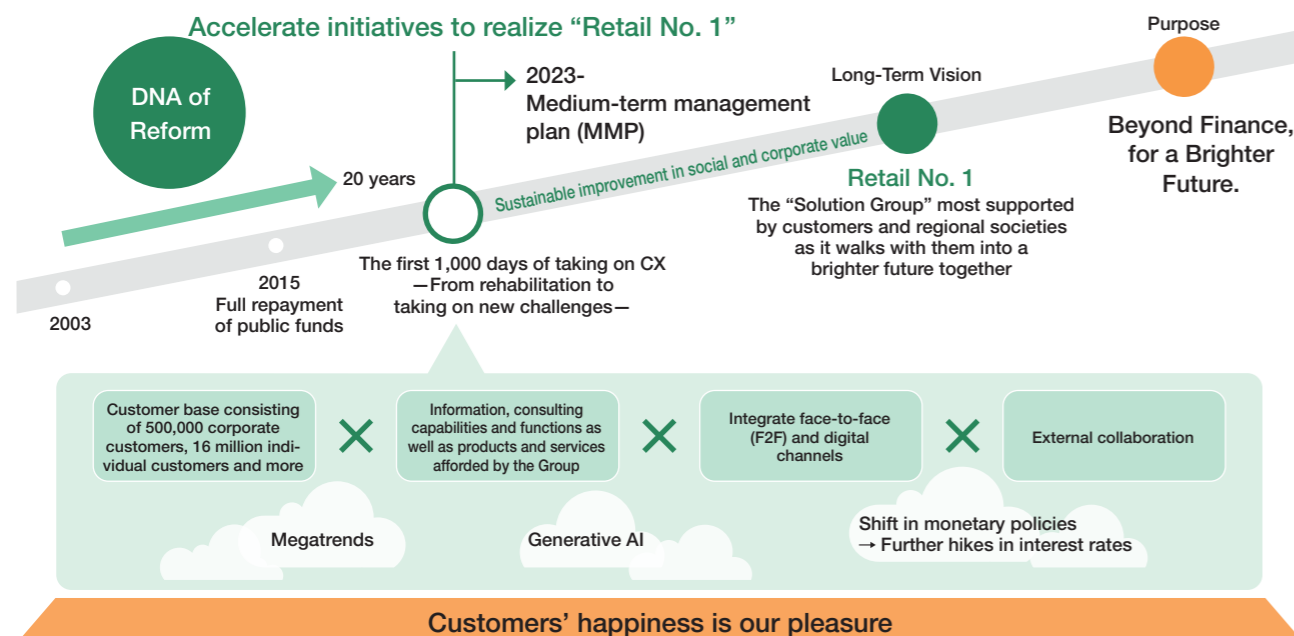 Accelerate initiatives to realize “Retail No. 1”
DNA of
Reform
20 years
2003
2015
Full repayment
of public funds
2023-
Medium-term management
plan (MMP)
The first 1,000 days of taking on CX
—From rehabilitation to
taking on new challenges—
Sustainable improvement in social and corporate value
Long-Term Vision
Retail No. 1
The “Solution Group” most supported
by customers and regional societies
as it walks with them into a
brighter future together
Purpose
Beyond Finance,
for a Brighter
Future.
Customer base consisting
of 500,000 corporate
customers, 16 million indi-
vidual customers and more
×
Information, consulting
capabilities and functions as
well as products and services
afforded by the Group
×
Integrate face-to-face
(F2F) and digital
channels
×
External collaboration
Megatrends
Generative AI
Shift in monetary policies
→ Further hikes in interest rates
Customers’ happiness is our pleasure